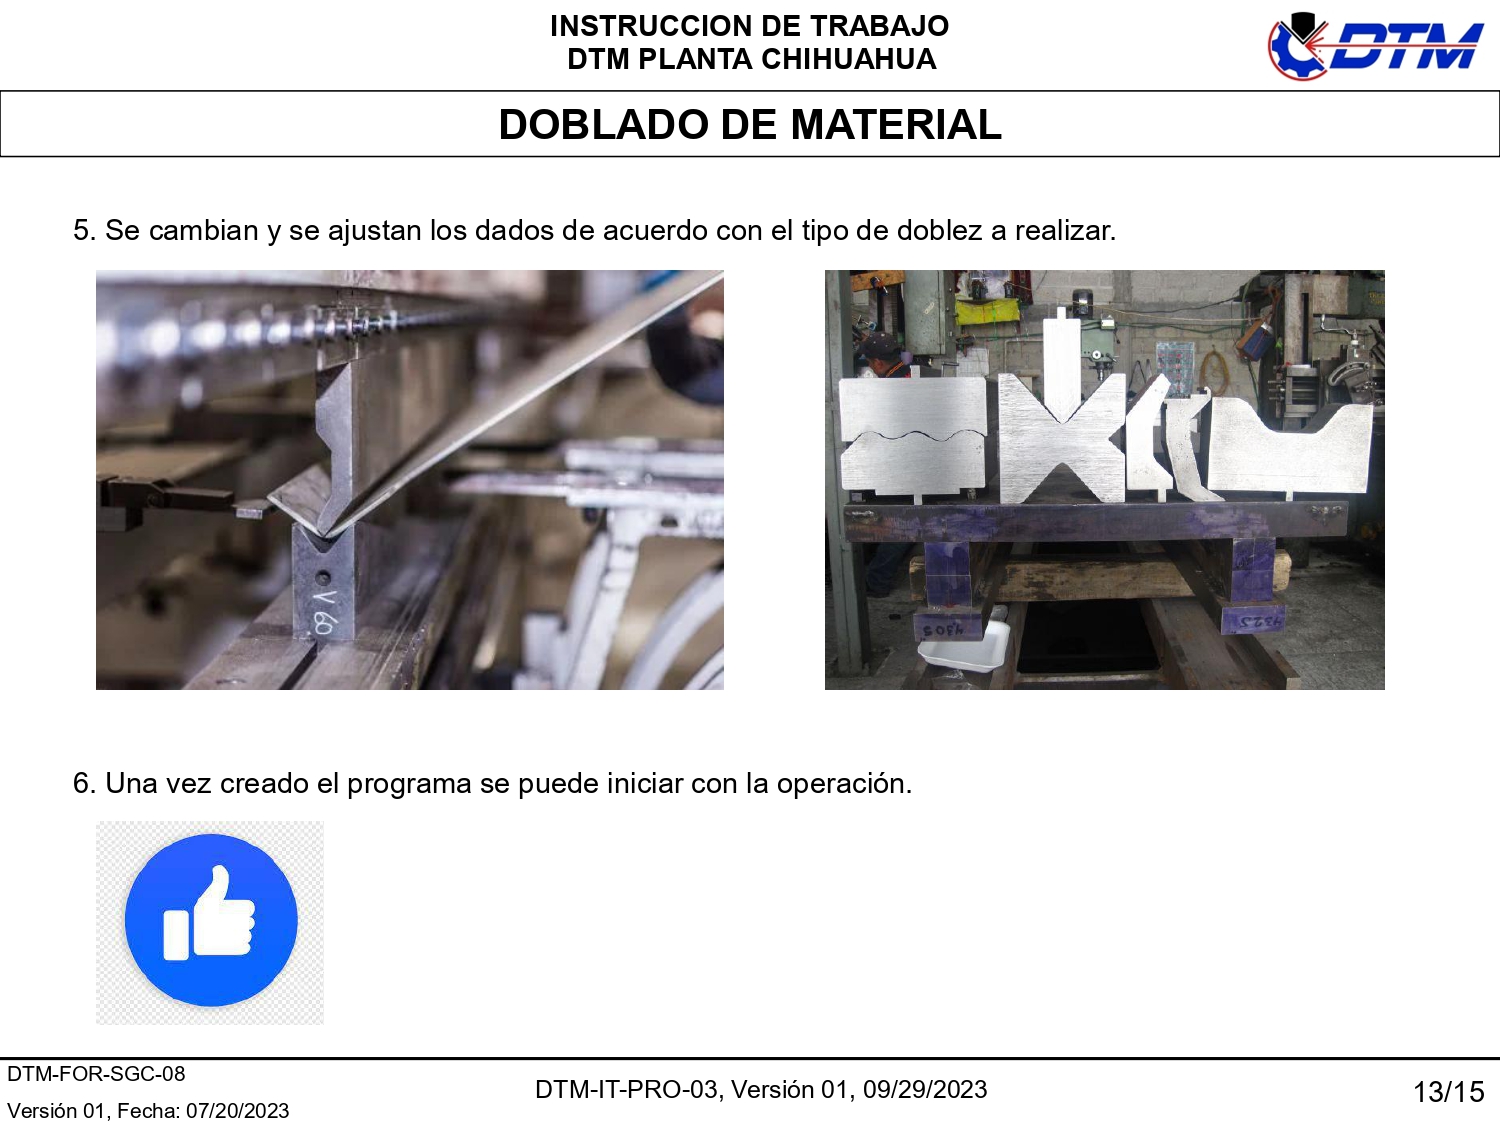 INSTRUCCION DE TRABAJO
DTM PLANTA CHIHUAHUA
DTM
DOBLADO DE MATERIAL
5. Se cambian y se ajustan los dados de acuerdo con el tipo de doblez a realizar.
V 60
6. Una vez creado el programa se puede iniciar con la operación.
DTM-FOR-SGC-08
Versión 01, Fecha: 07/20/2023
DTM-IT-PRO-03, Versión 01, 09/29/2023
13/15